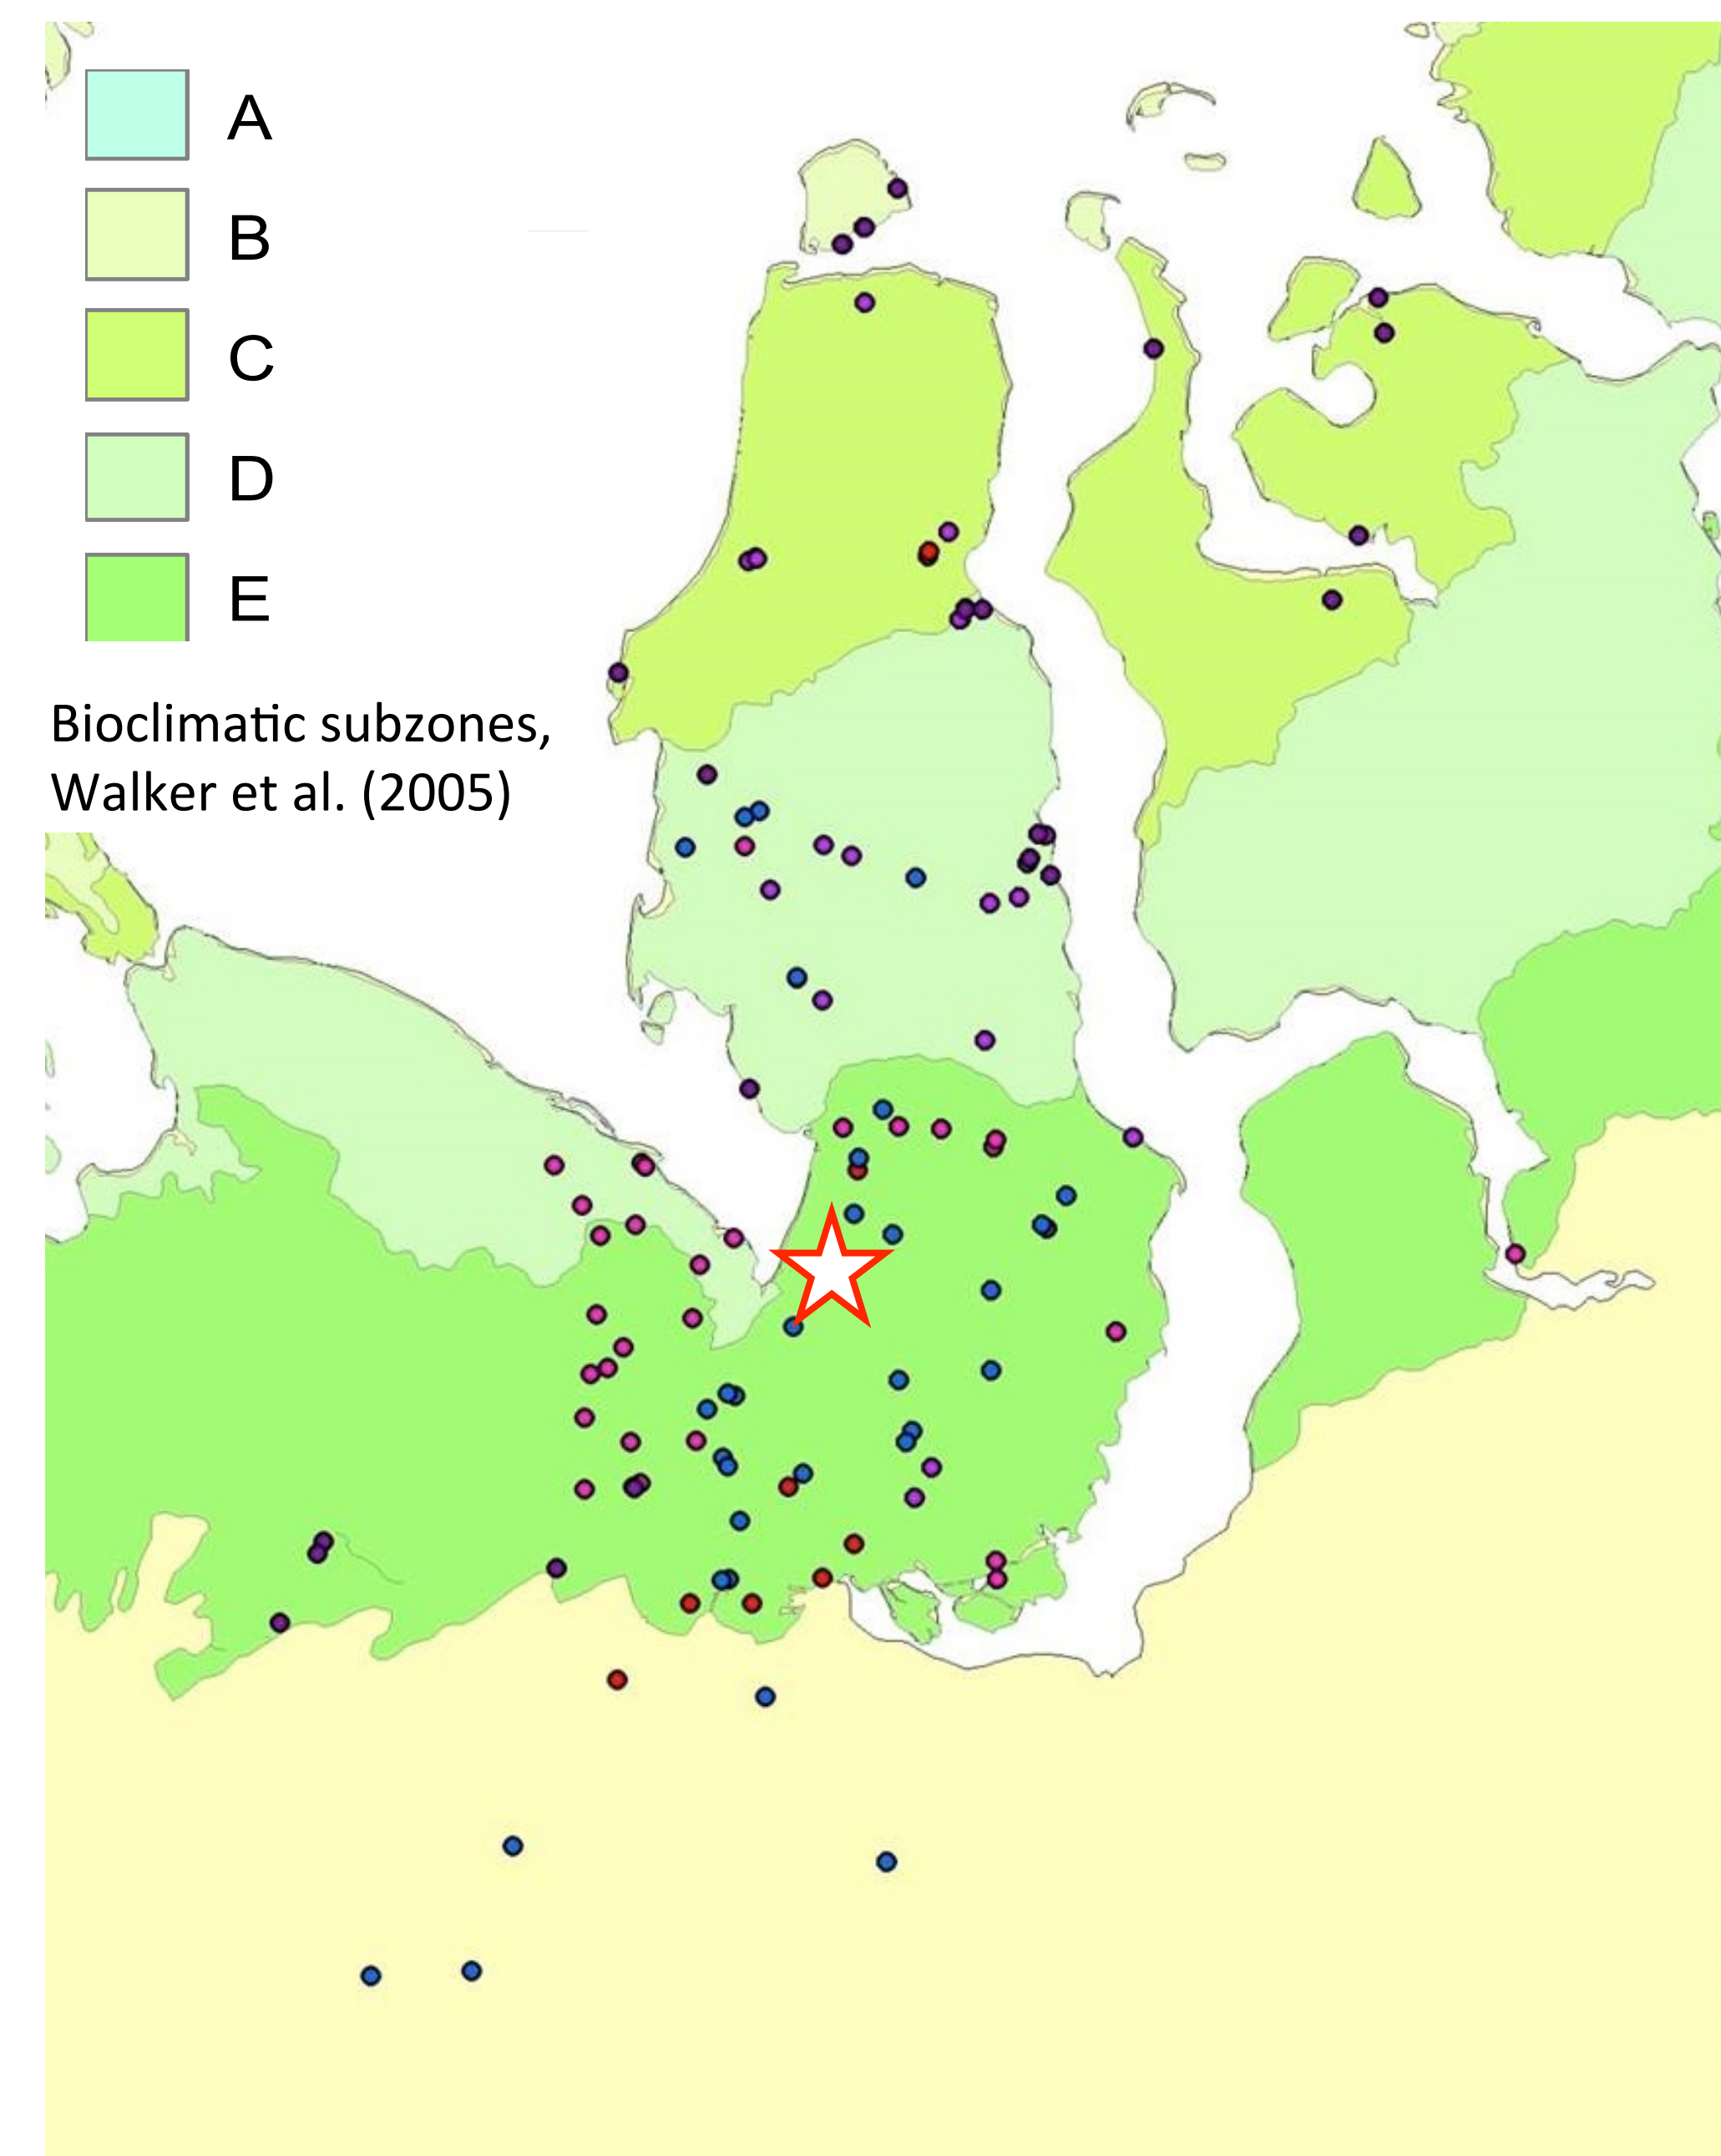 A
B
C
D
E
Bioclimatic subzones,
Walker et al. (2005)